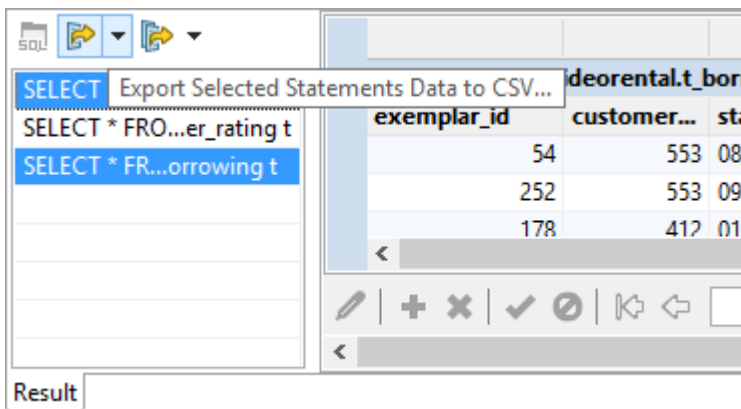 SQL
SELECT
Export Selected Statements Data to CSV...
SELECT * FRO...er_rating t
SELECT * FR...orrowing t
Result
ideorental.t_bor
exemplar_id customer... sta
54 553 08
252 553 09
178 412 01